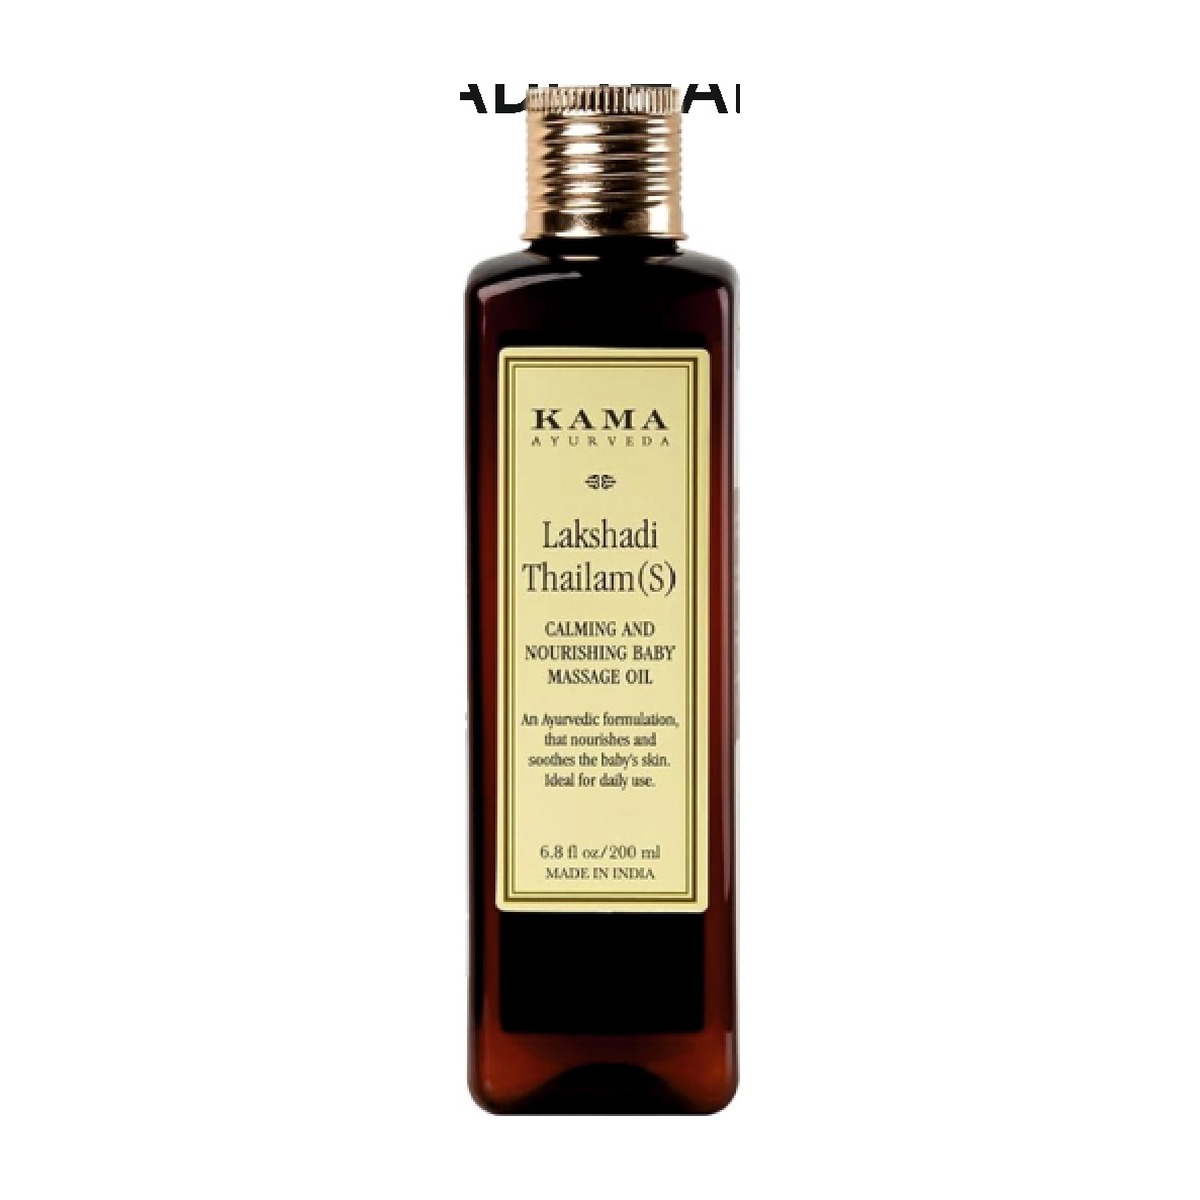 KAMA
AYURVEDA
Lakshadi
Thailam(S)
CALMING AND
NOURISHING BABY
MASSAGE OIL
An Ayurvedic formulation,
that nourishes and
soothes the baby's skin.
Ideal for daily use.
6.8 fl oz/200 ml
MADE IN INDIA